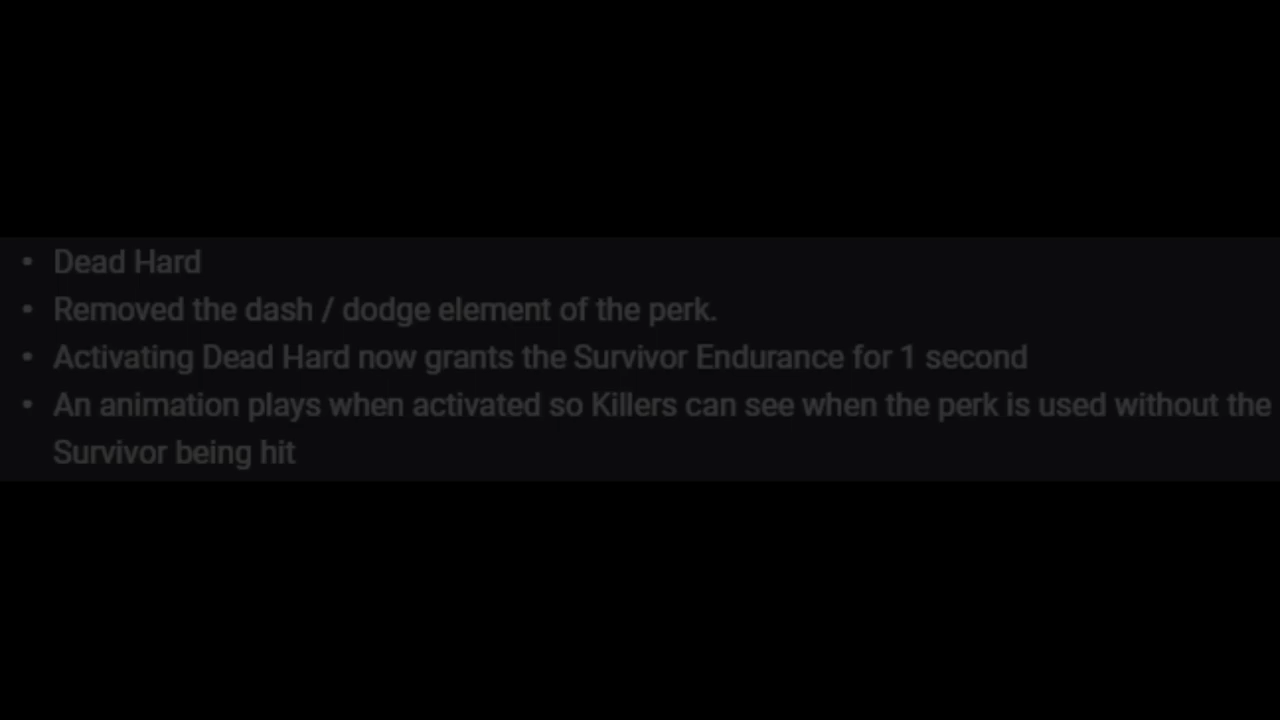 • Dead Hard
• Removed the dash / dodge element of the perk.
• Activating Dead Hard now grants the Survivor Endurance for 1 second
• An animation plays when activated so Killers can see when the perk is used without the
Survivor being hit